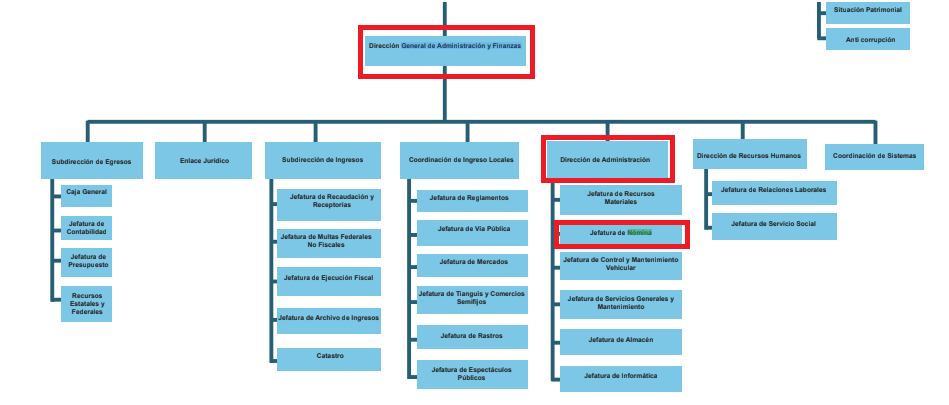 Situación Patrimonial
Anti corrupción
Dirección General de Administración y Finanzas
Subdirección de Egresos
Caja General
Jefatura de
Contabilidad
Jefatura de
Presupuesto
Recursos
Estatales y
Federales
Enlace Jurídico
Subdirección de Ingresos
Jefatura de Recaudación y
Receptorías
Jefatura de Multas Federales
No Fiscales
Jefatura de Ejecución Fiscal
Jefatura de Archivo de Ingresos
Catastro
Coordinación de Ingreso Locales
Jefatura de Reglamentos
Jefatura de Vía Pública
Jefatura de Mercados
Jefatura de Tianguis y Comercios
Semifijos
Jefatura de Rastros
Jefatura de Espectáculos
Públicos
Dirección de Administración
Jefatura de Recursos
Materiales
Jefatura de Nómina
Jefatura de Control y Mantenimiento
Vehicular
Jefatura de Servicios Generales y
Mantenimiento
Jefatura de Almacén
Jefatura de Informática
Dirección de Recursos Humanos
Jefatura de Relaciones Laborales
Jefatura de Servicio Social
Coordinación de Sistemas